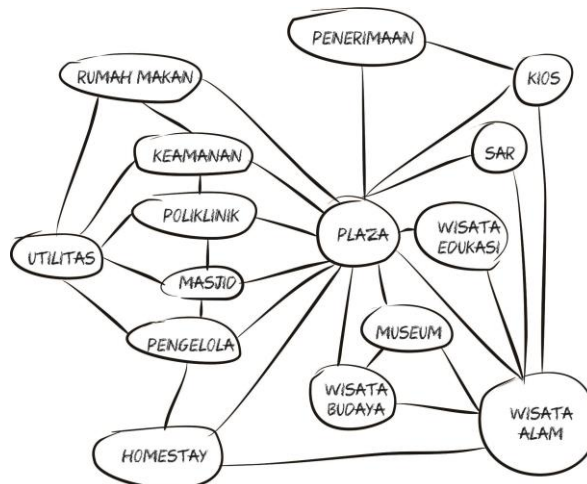 PENERIMAAN
RUMAH MAKAN
KIOS
KEAMANAN
SAR
POLIKLINIK
PLAZA
WISATA
EDUKASI
UTILITAS
MASJID
PENGELOLA
MUSEUM
WISATA
BUDAYA
WISATA
ALAM
HOMESTAY